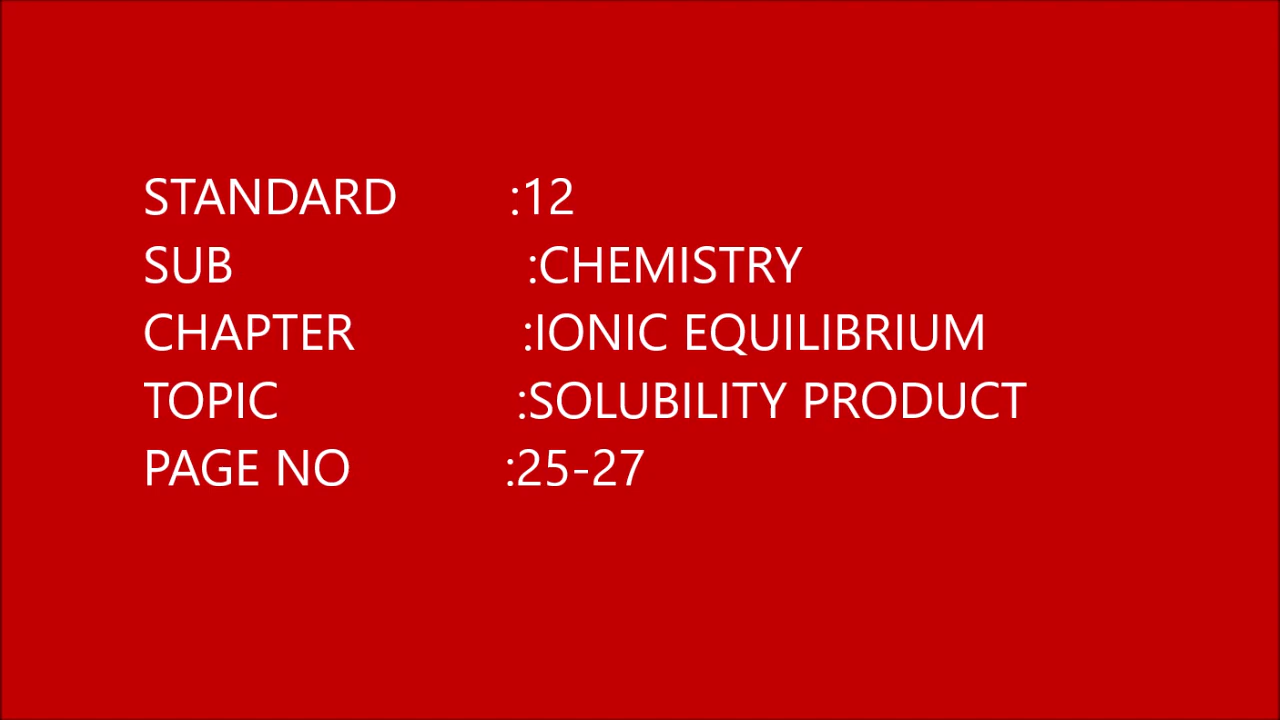 STANDARD :12
SUB :CHEMISTRY
CHAPTER :IONIC EQUILIBRIUM
TOPIC :SOLUBILITY PRODUCT
PAGE NO :25-27